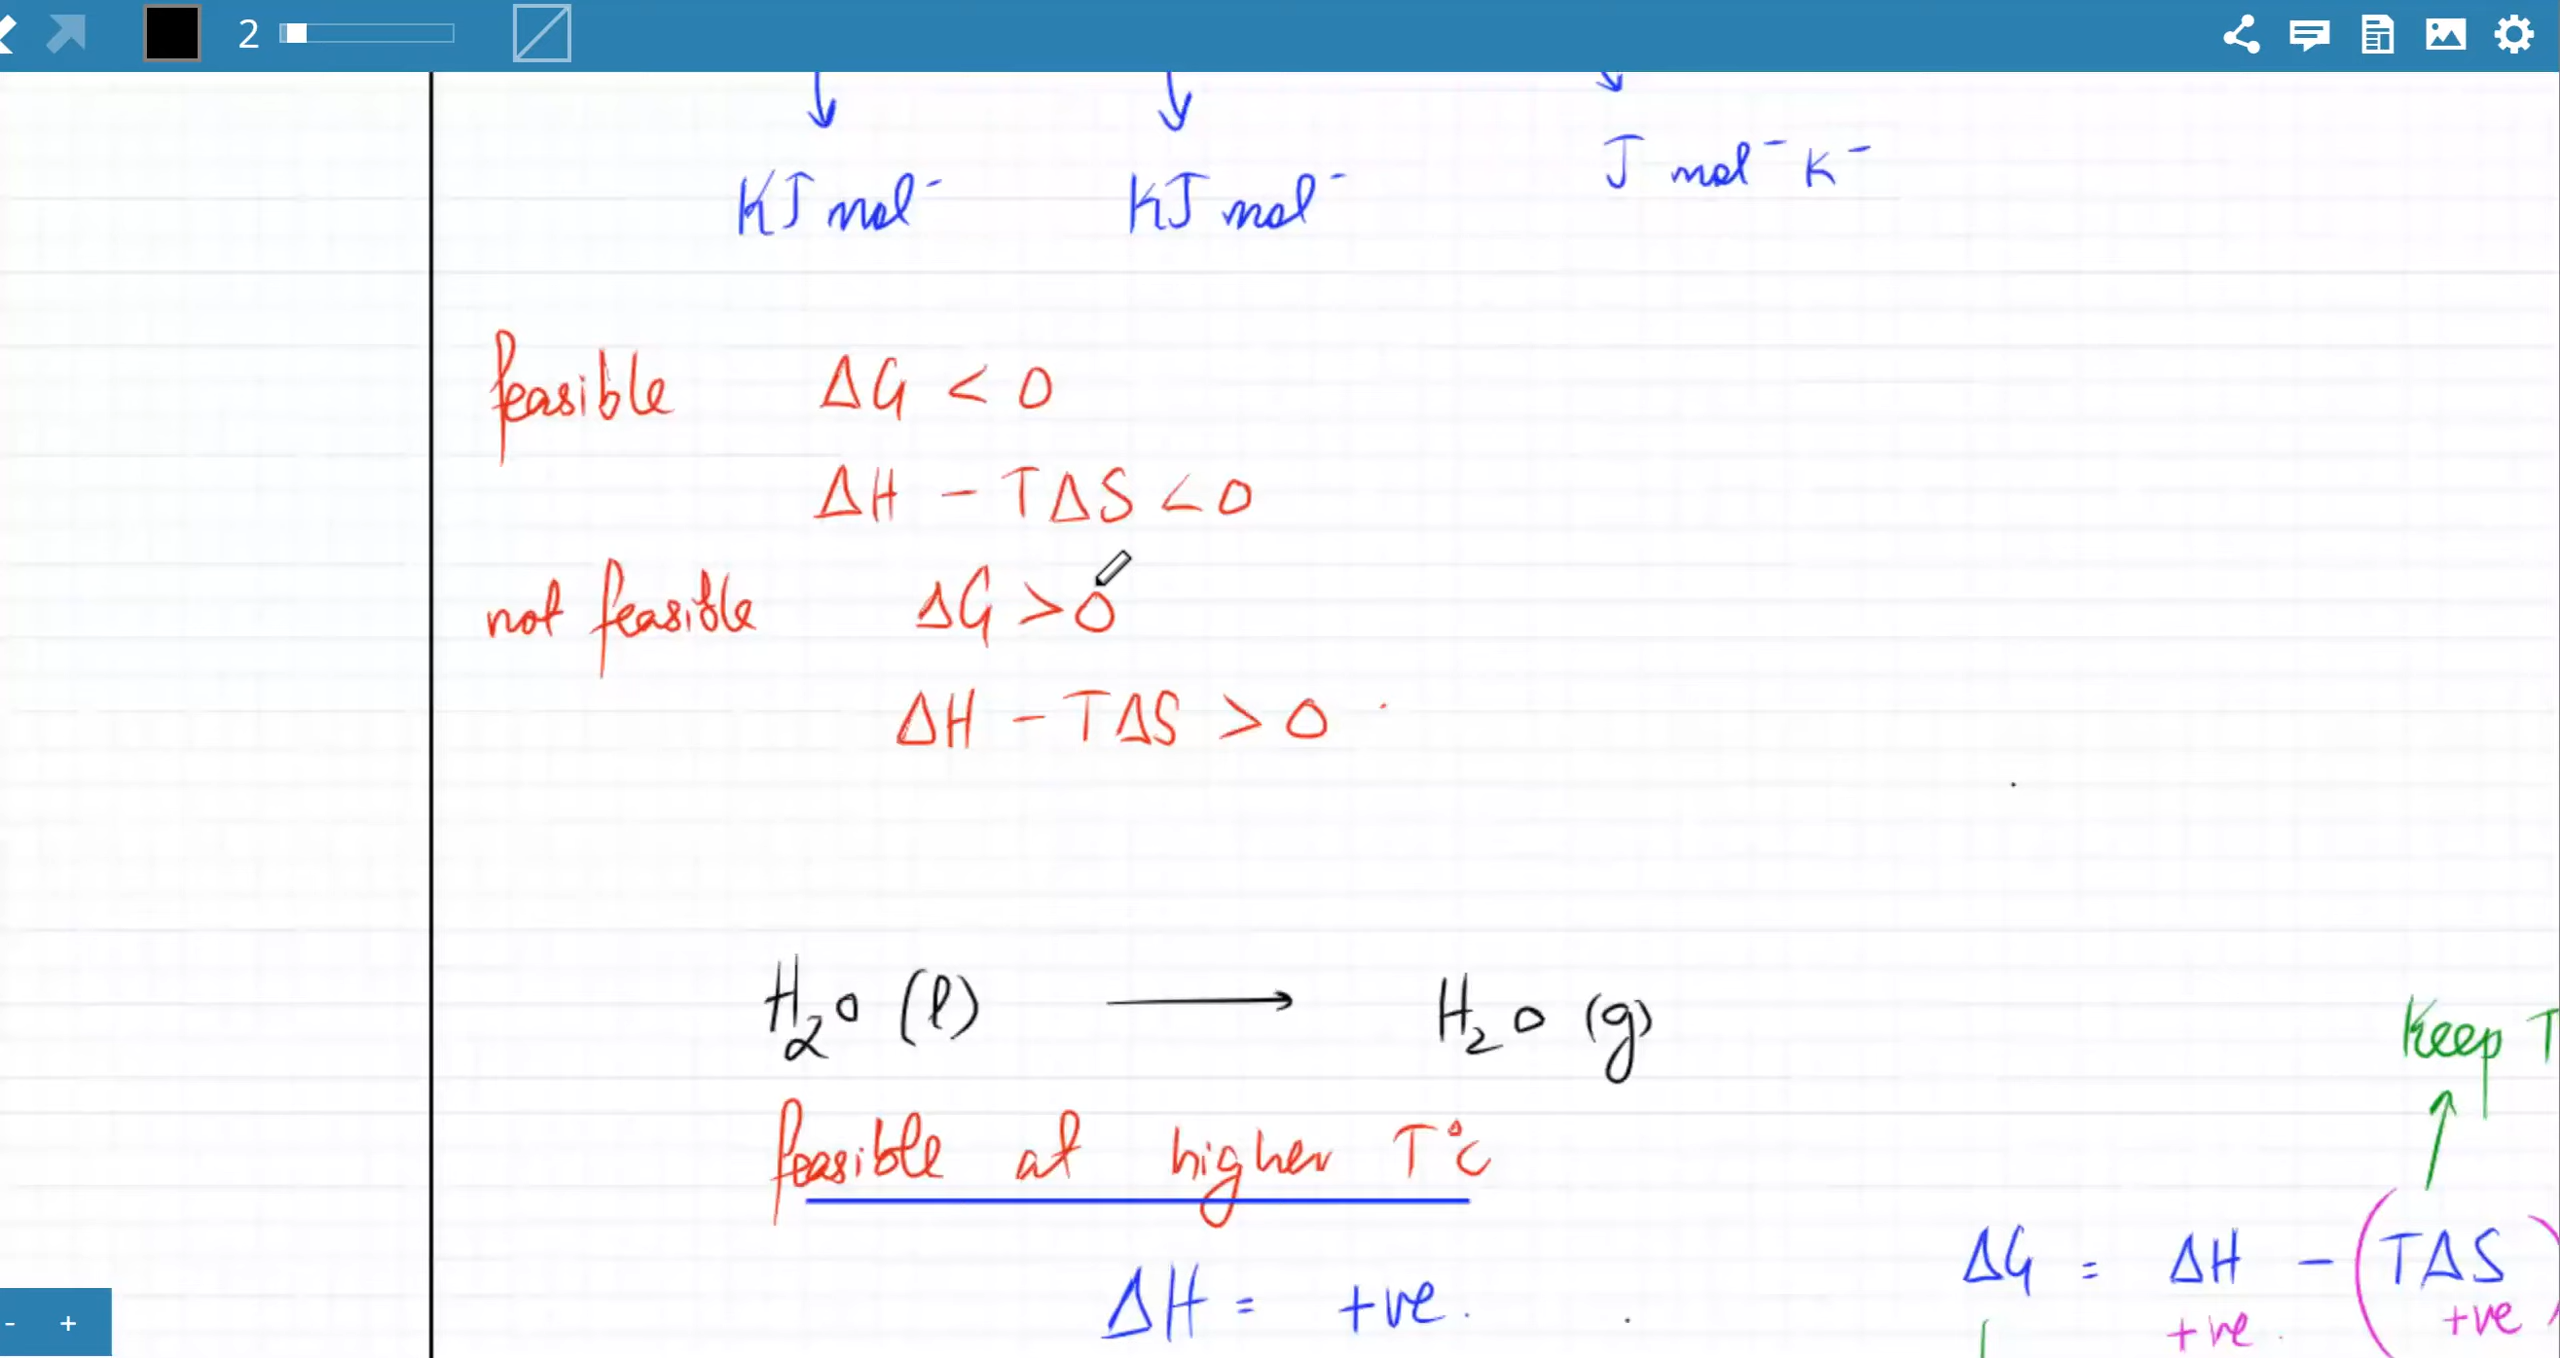 2
KJ mol⁻ KJ mol⁻ J mol⁻ K⁻
feasible ΔG < 0
ΔH - TΔS < 0
not feasible ΔG > 0
ΔH - TΔS > 0
H₂O (l) ⟶ H₂O (g)
Keep T
feasible at higher T°C
ΔG = ΔH - (TΔS)
ΔH = +ve.
+ve. +ve
- +